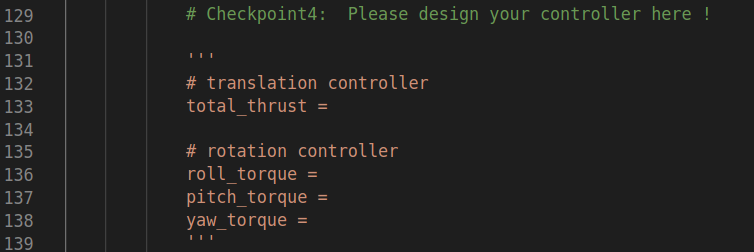 129 # Checkpoint4:  Please design your controller here !
130
131 '''
132 # translation controller
133 total_thrust =
134
135 # rotation controller
136 roll_torque =
137 pitch_torque =
138 yaw_torque =
139 '''